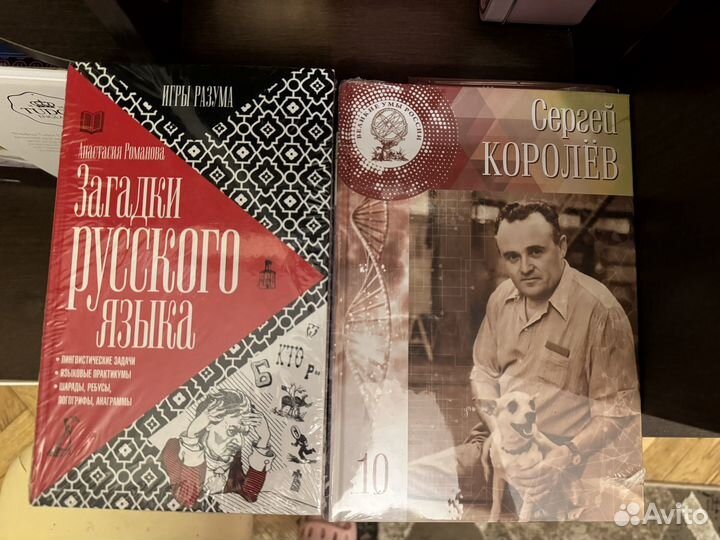 ИГРЫ РАЗУМА
Анастасия Романова
Загадки
русского
языка
• ЛИНГВИСТИЧЕСКИЕ ЗАДАЧИ
• ЯЗЫКОВЫЕ ПРАКТИКУМЫ
• ШАРАДЫ, РЕБУСЫ,
ЛОГОГРИФЫ, АНАГРАММЫ
Б
КТО Р
ВЕЛИКИЕ УМЫ РОССИИ
Сергей
КОРОЛЁВ
10
Avito